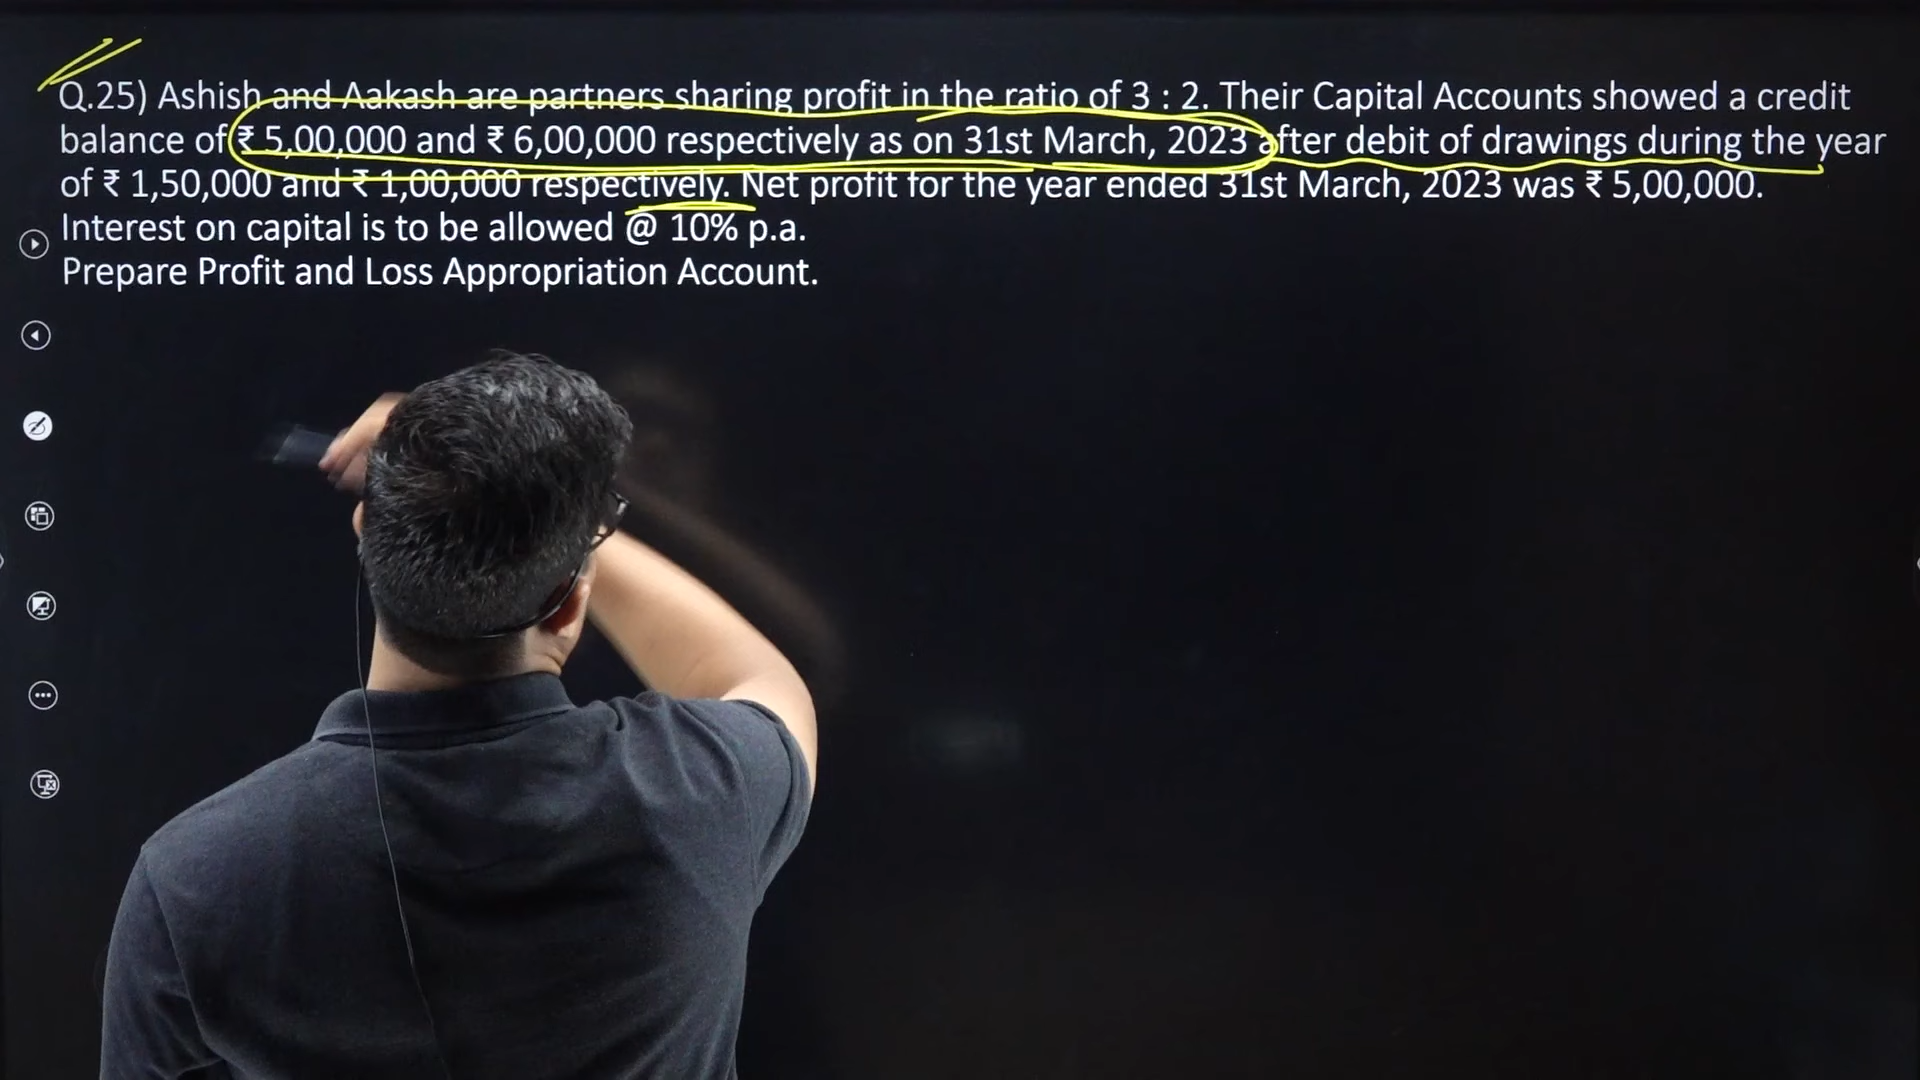 Q.25) Ashish and Aakash are partners sharing profit in the ratio of 3 : 2. Their Capital Accounts showed a credit
balance of ₹ 5,00,000 and ₹ 6,00,000 respectively as on 31st March, 2023 after debit of drawings during the year
of ₹ 1,50,000 and ₹ 1,00,000 respectively. Net profit for the year ended 31st March, 2023 was ₹ 5,00,000.
Interest on capital is to be allowed @ 10% p.a.
Prepare Profit and Loss Appropriation Account.